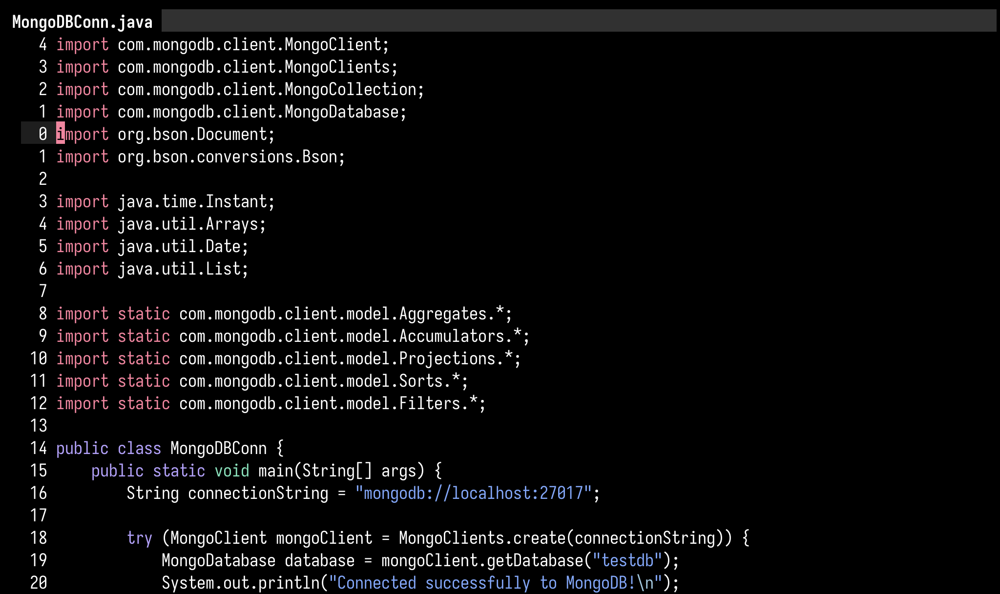 MongoDBConn.java
4 import com.mongodb.client.MongoClient;
3 import com.mongodb.client.MongoClients;
2 import com.mongodb.client.MongoCollection;
1 import com.mongodb.client.MongoDatabase;
0 import org.bson.Document;
1 import org.bson.conversions.Bson;
2
3 import java.time.Instant;
4 import java.util.Arrays;
5 import java.util.Date;
6 import java.util.List;
7
8 import static com.mongodb.client.model.Aggregates.*;
9 import static com.mongodb.client.model.Accumulators.*;
10 import static com.mongodb.client.model.Projections.*;
11 import static com.mongodb.client.model.Sorts.*;
12 import static com.mongodb.client.model.Filters.*;
13
14 public class MongoDBConn {
15     public static void main(String[] args) {
16         String connectionString = "mongodb://localhost:27017";
17
18         try (MongoClient mongoClient = MongoClients.create(connectionString)) {
19             MongoDatabase database = mongoClient.getDatabase("testdb");
20             System.out.println("Connected successfully to MongoDB!\n");